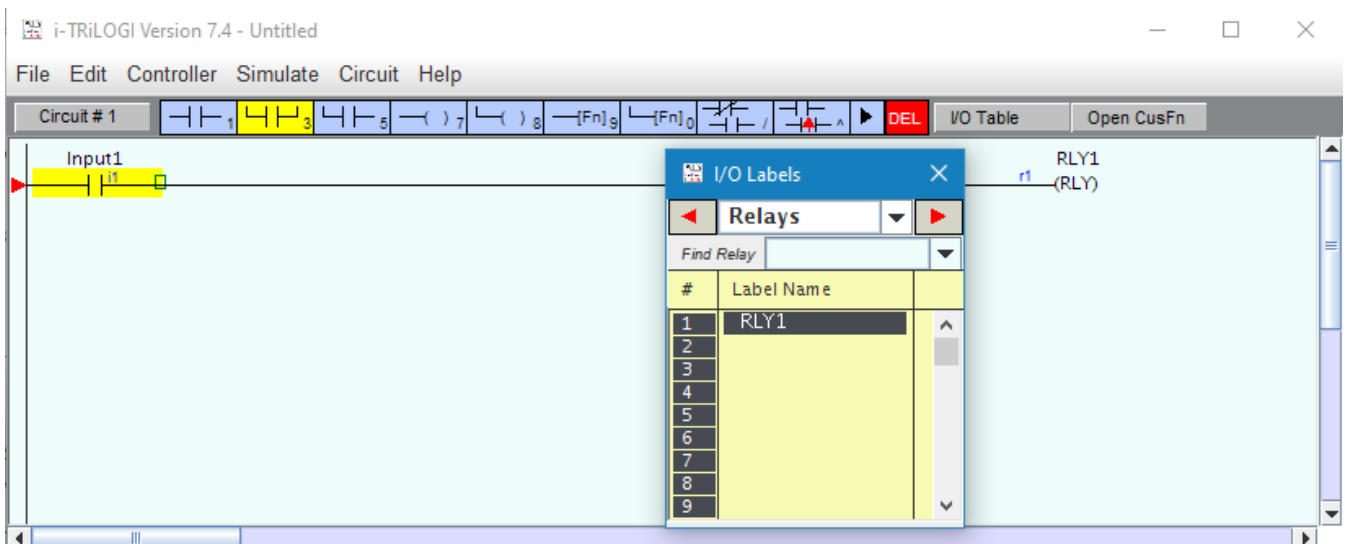 i-TRiLOGI Version 7.4 - Untitled
File Edit Controller Simulate Circuit Help
Circuit # 1 1 3 5 ( ) 7 ( ) 8 [Fn] 9 [Fn] 0 / ^ DEL I/O Table Open CusFn
Input1
i1
I/O Labels
Relays
Find Relay
# Label Name
1 RLY1
2
3
4
5
6
7
8
9
RLY1
r1 (RLY)